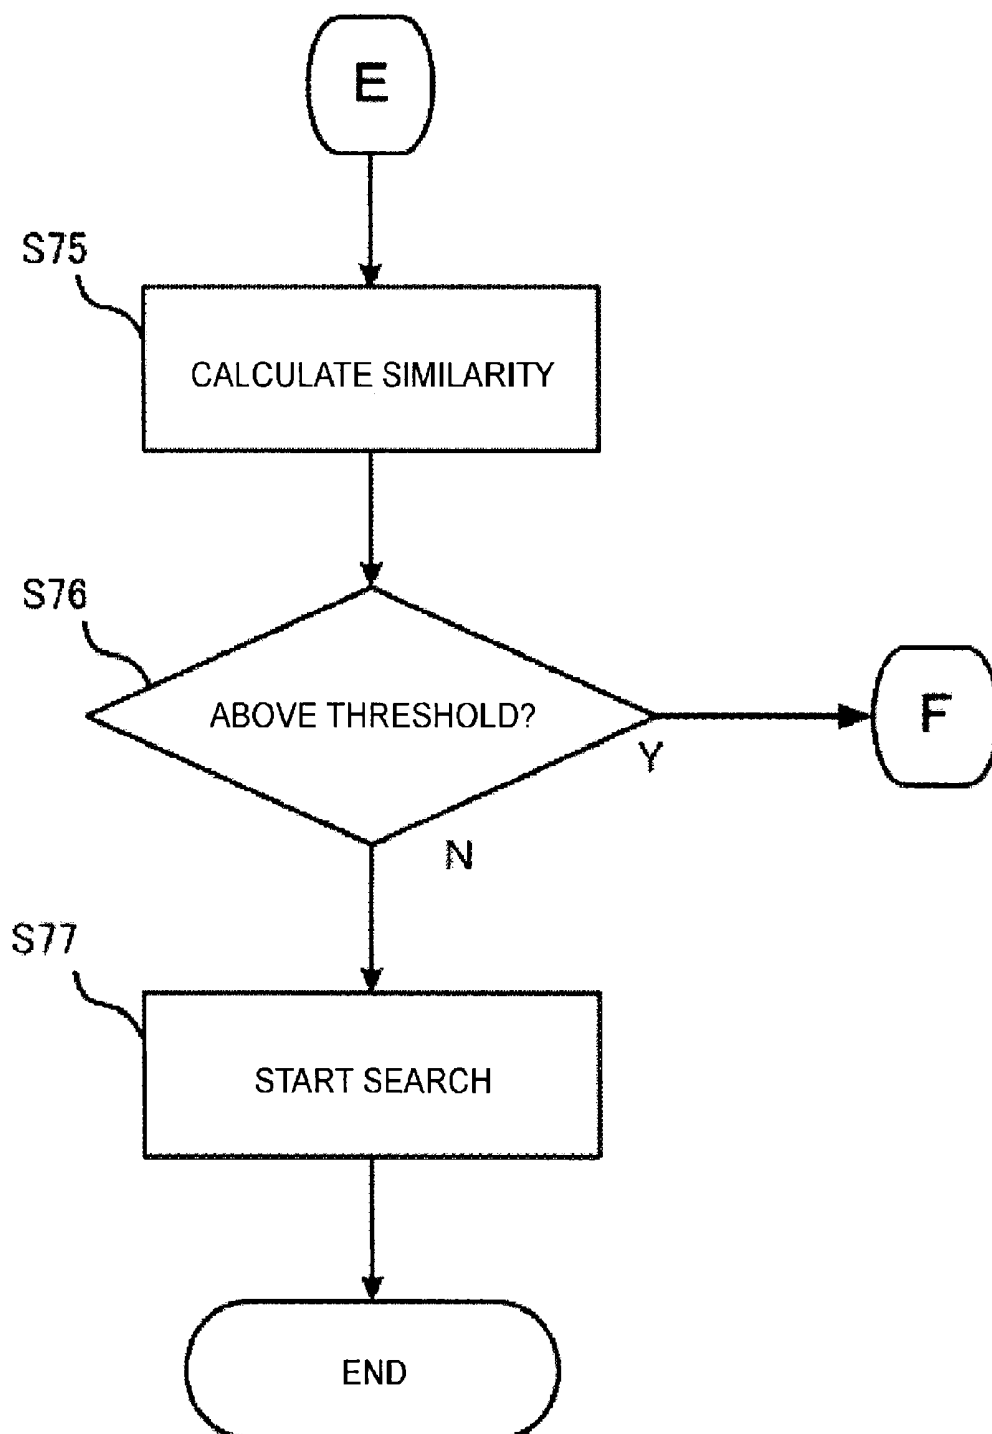 E
S75
CALCULATE SIMILARITY
S76
ABOVE THRESHOLD?
Y
F
N
S77
START SEARCH
END